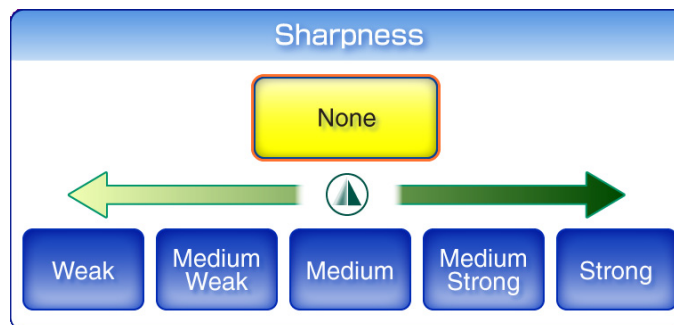 Sharpness
None
Weak
Medium
Weak
Medium
Medium
Strong
Strong